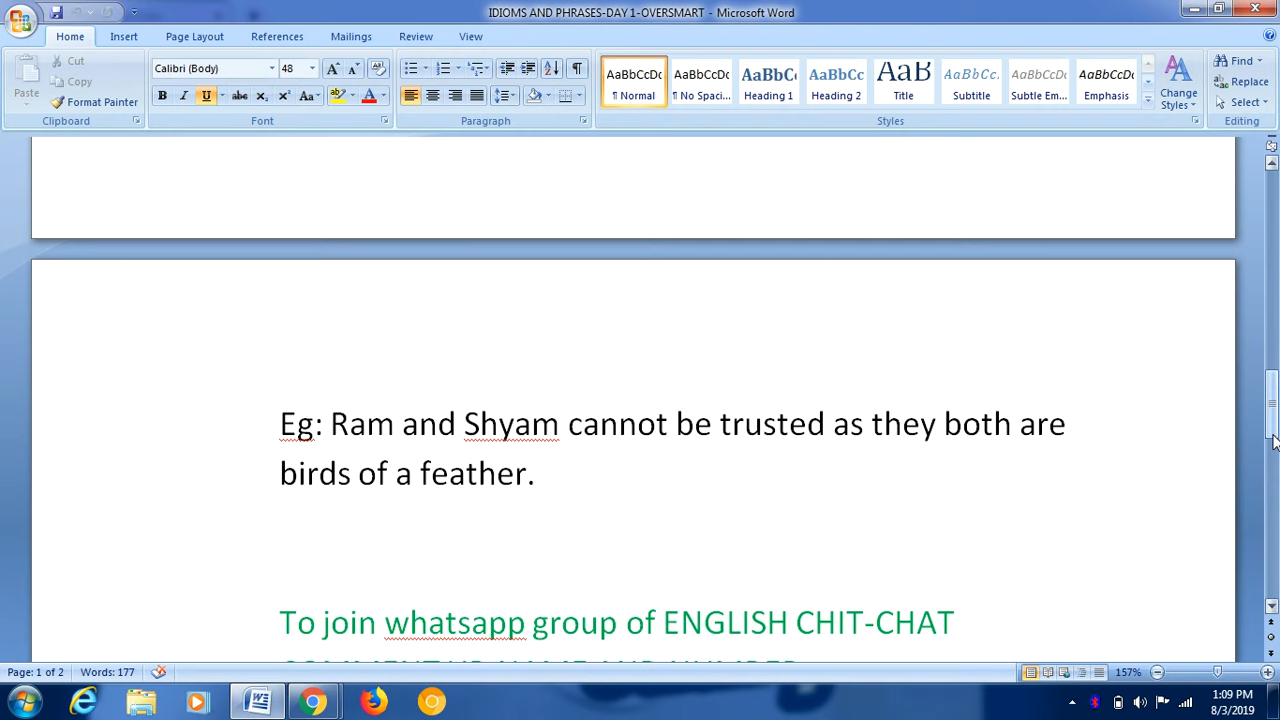 IDIOMS AND PHRASES-DAY 1-OVERSMART - Microsoft Word
Home Insert Page Layout References Mailings Review View
Cut
Copy
Paste
Format Painter
Clipboard
Calibri (Body) 48
Font
Paragraph
AaBbCcDc AaBbCcDc AaBbCc AaBbCc AaB AaBbCc. AaBbCcDc AaBbCcDc
¶ Normal ¶ No Spaci... Heading 1 Heading 2 Title Subtitle Subtle Em... Emphasis
Change Styles
Styles
Find
Replace
Select
Editing
Eg: Ram and Shyam cannot be trusted as they both are
birds of a feather.
To join whatsapp group of ENGLISH CHIT-CHAT
Page: 1 of 2 Words: 177 157%
1:09 PM
8/3/2019